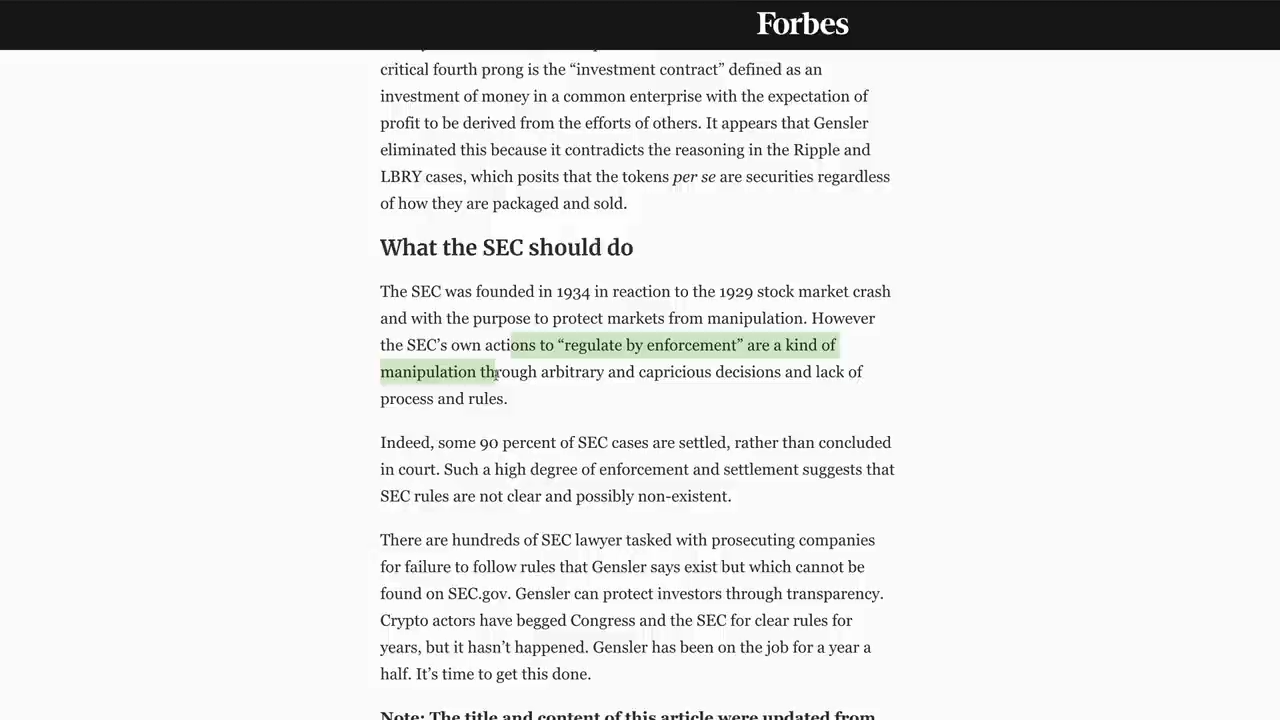 Forbes
critical fourth prong is the “investment contract” defined as an
investment of money in a common enterprise with the expectation of
profit to be derived from the efforts of others. It appears that Gensler
eliminated this because it contradicts the reasoning in the Ripple and
LBRY cases, which posits that the tokens per se are securities regardless
of how they are packaged and sold.
What the SEC should do
The SEC was founded in 1934 in reaction to the 1929 stock market crash
and with the purpose to protect markets from manipulation. However
the SEC’s own actions to “regulate by enforcement” are a kind of
manipulation through arbitrary and capricious decisions and lack of
process and rules.
Indeed, some 90 percent of SEC cases are settled, rather than concluded
in court. Such a high degree of enforcement and settlement suggests that
SEC rules are not clear and possibly non-existent.
There are hundreds of SEC lawyer tasked with prosecuting companies
for failure to follow rules that Gensler says exist but which cannot be
found on SEC.gov. Gensler can protect investors through transparency.
Crypto actors have begged Congress and the SEC for clear rules for
years, but it hasn’t happened. Gensler has been on the job for a year a
half. It’s time to get this done.
Note: The title and content of this article were updated from